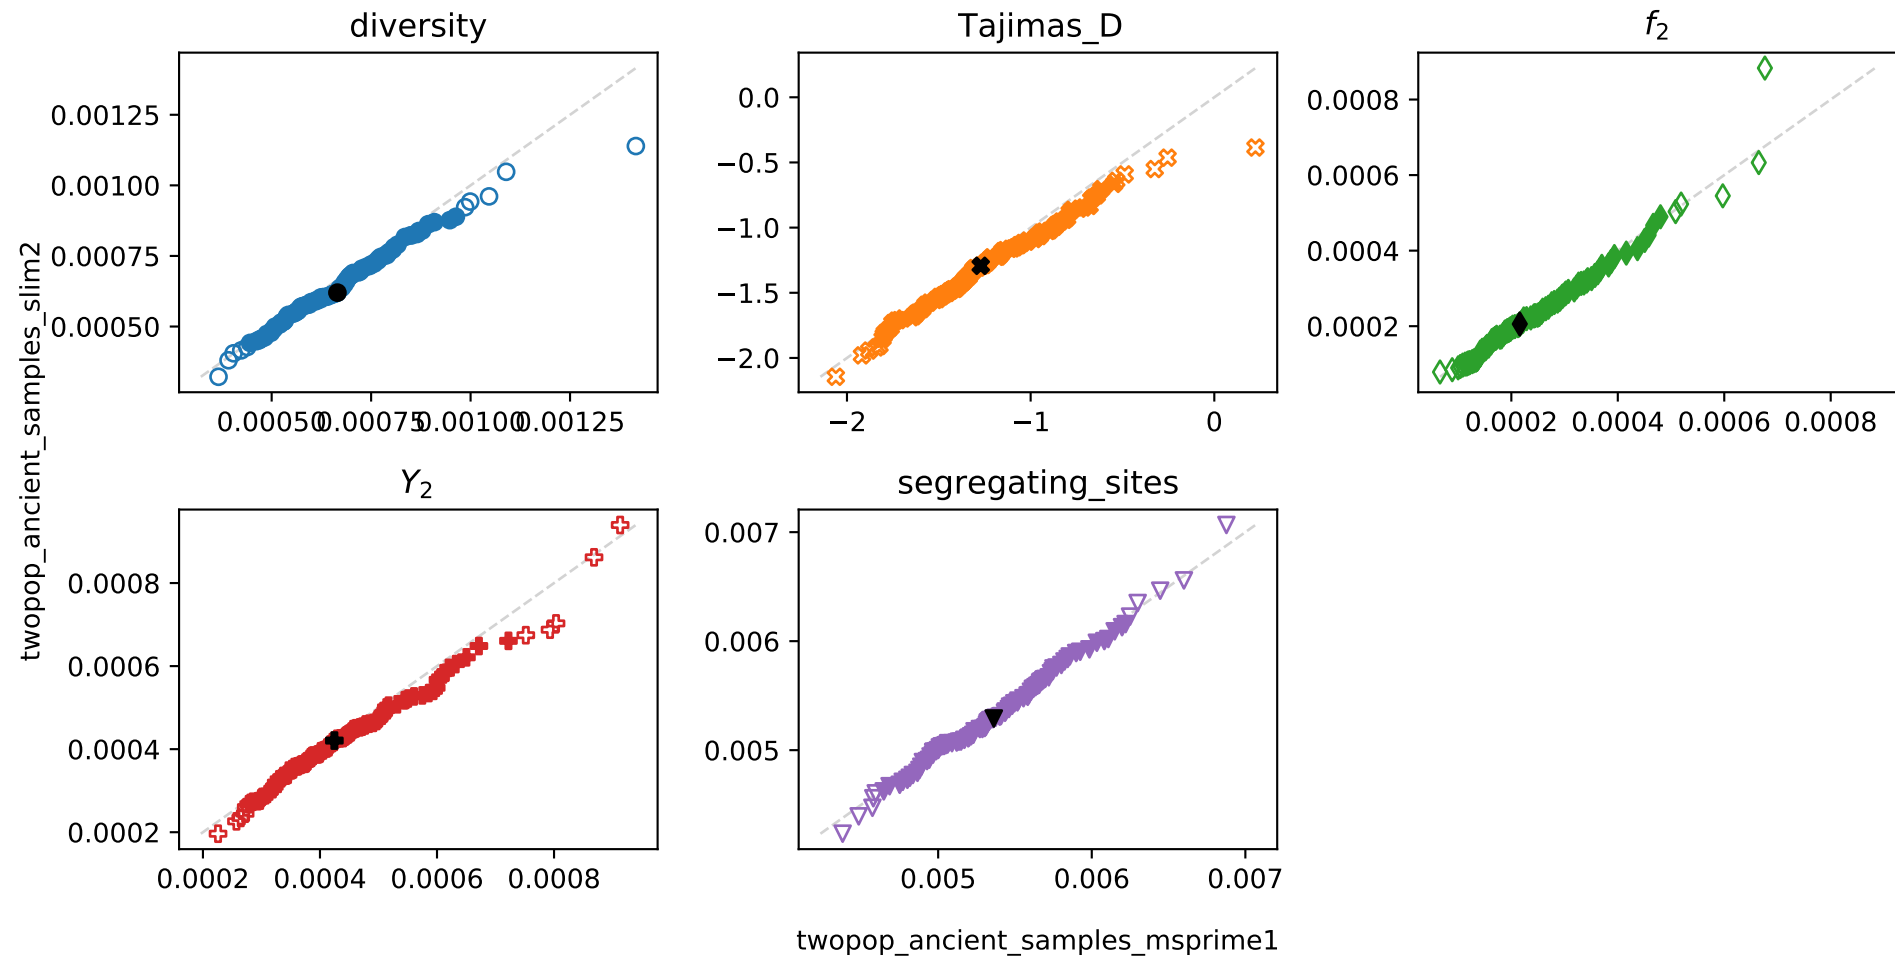 diversity
Tajimas_D
f2
0.00125
0.00100
0.00075
0.00050
0.00050 0.00075 0.00100 0.00125
0.0
−0.5
−1.0
−1.5
−2.0
−2 −1 0
0.0008
0.0006
0.0004
0.0002
0.0002 0.0004 0.0006 0.0008
twopop_ancient_samples_slim2
Y2
segregating_sites
0.0008
0.0006
0.0004
0.0002
0.0002 0.0004 0.0006 0.0008
0.007
0.006
0.005
0.005 0.006 0.007
twopop_ancient_samples_msprime1